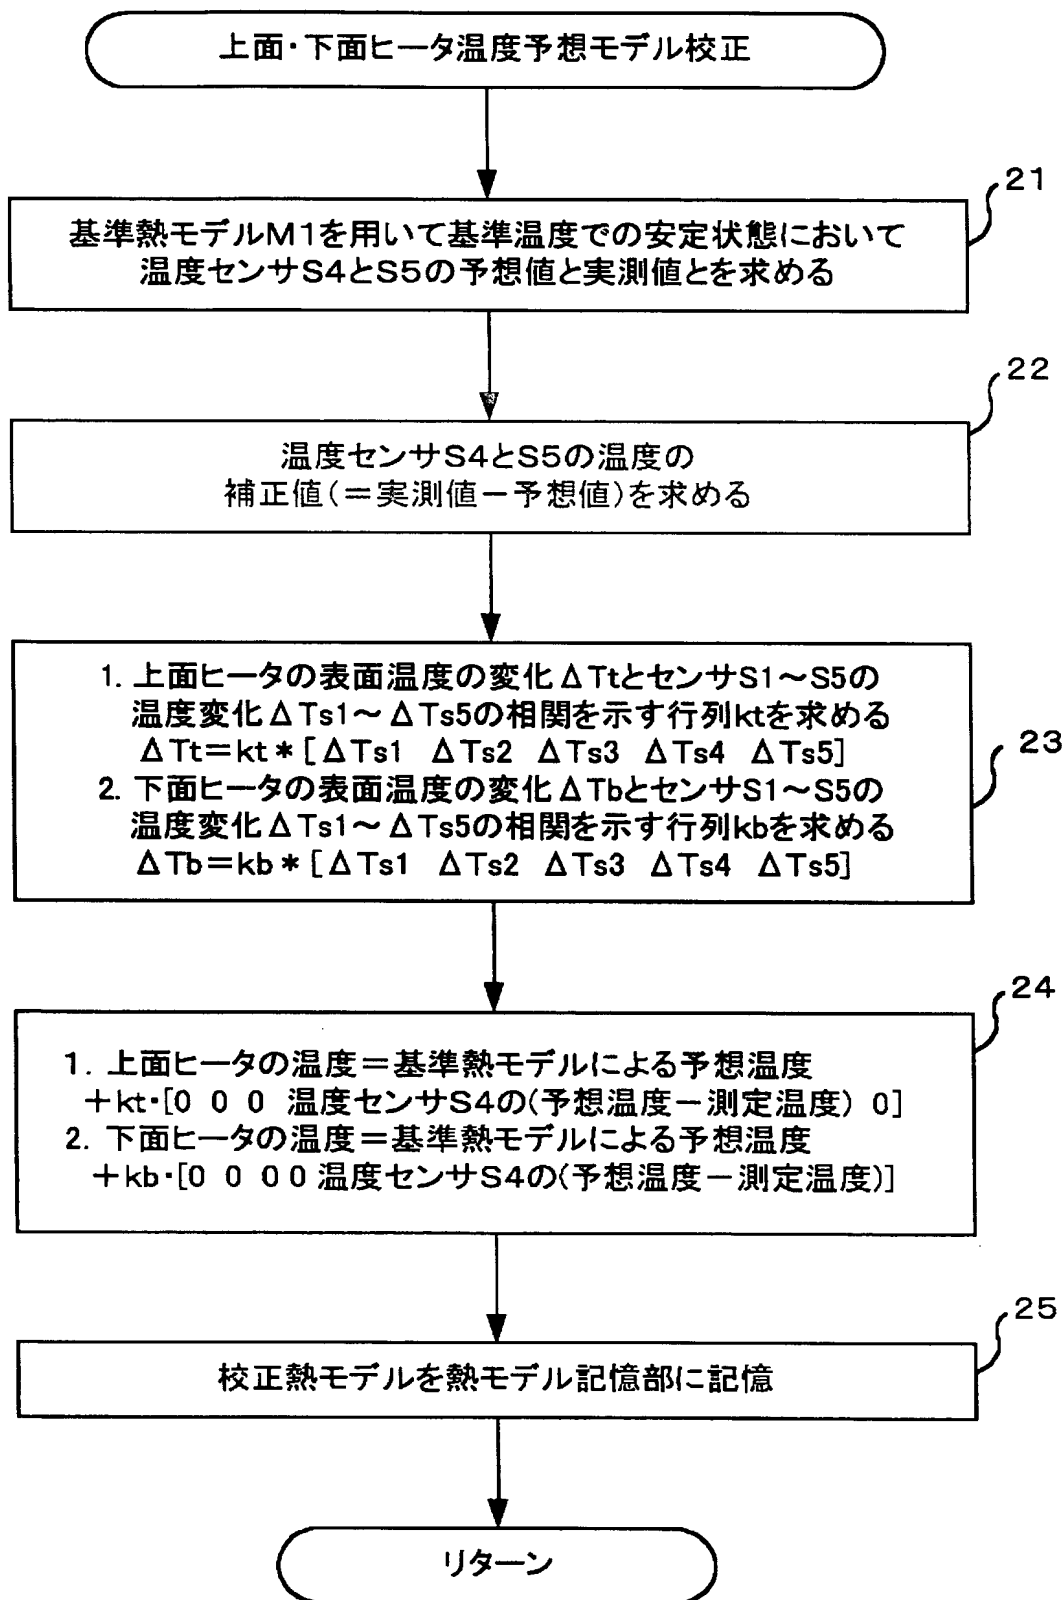 上面・下面ヒータ温度予想モデル校正
21
基準熱モデルM1を用いて基準温度での安定状態において
温度センサS4とS5の予想値と実測値とを求める
22
温度センサS4とS5の温度の
補正値(=実測値-予想値)を求める
1. 上面ヒータの表面温度の変化ΔTtとセンサS1~S5の
温度変化ΔTs1~ΔTs5の相関を示す行列ktを求める
ΔTt=kt*[ΔTs1 ΔTs2 ΔTs3 ΔTs4 ΔTs5]
2. 下面ヒータの表面温度の変化ΔTbとセンサS1~S5の
温度変化ΔTs1~ΔTs5の相関を示す行列kbを求める
ΔTb=kb*[ΔTs1 ΔTs2 ΔTs3 ΔTs4 ΔTs5]
23
24
1. 上面ヒータの温度=基準熱モデルによる予想温度
+kt・[0 0 0 温度センサS4の(予想温度-測定温度) 0]
2. 下面ヒータの温度=基準熱モデルによる予想温度
+kb・[0 0 0 0 温度センサS4の(予想温度-測定温度)]
25
校正熱モデルを熱モデル記憶部に記憶
リターン